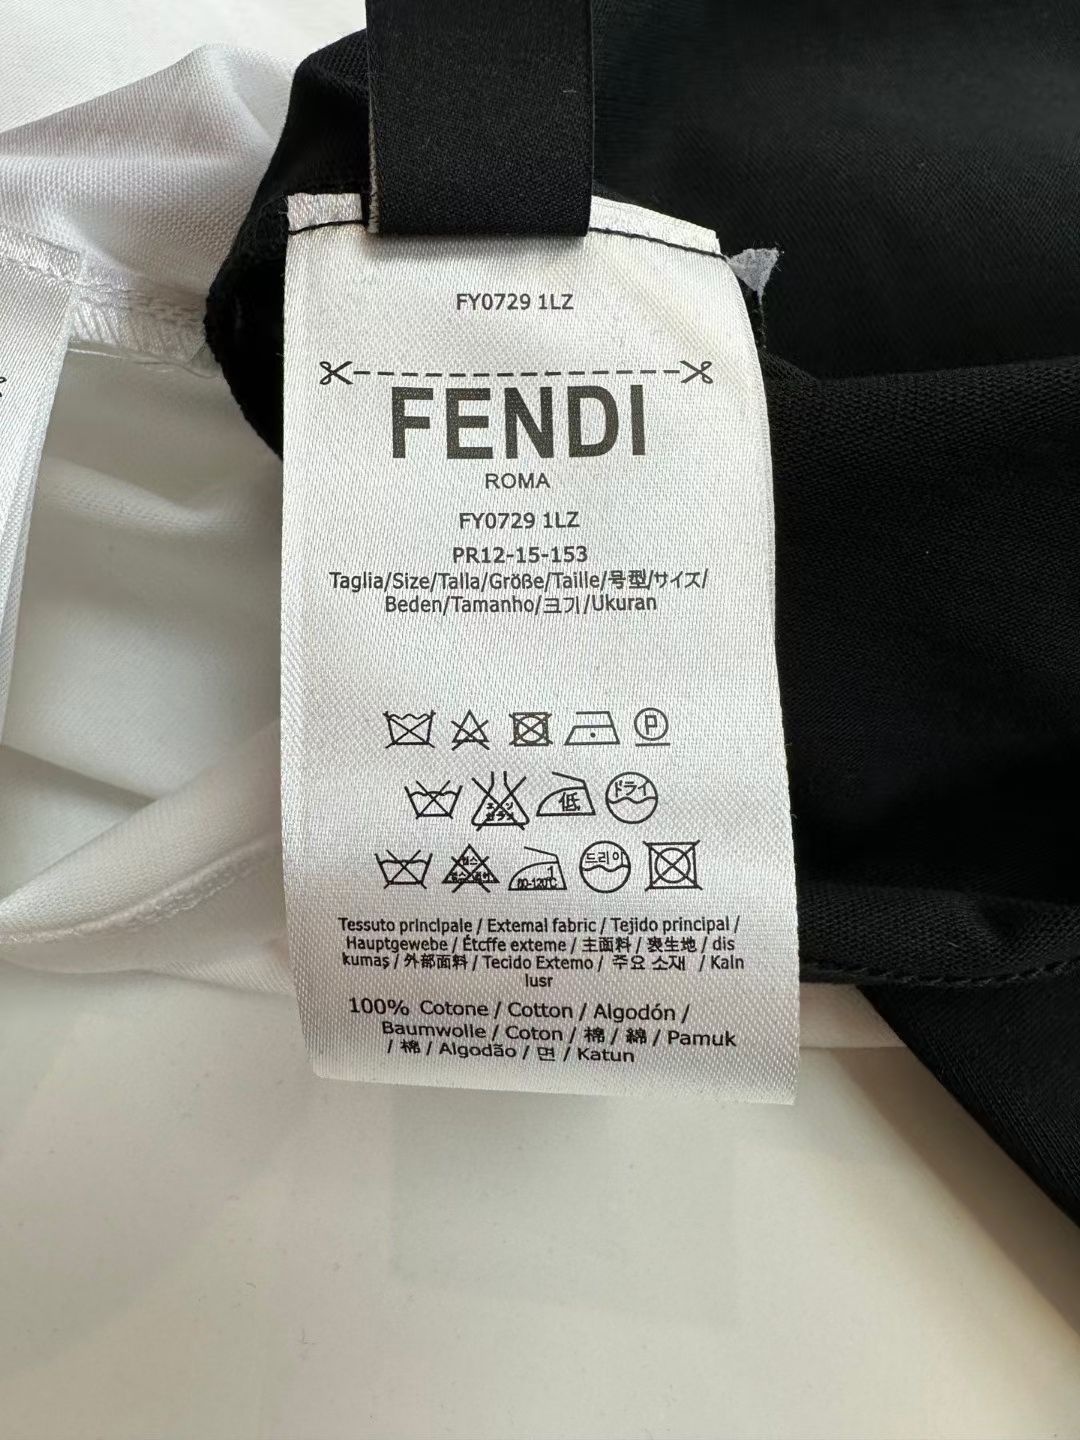 FY0729 1LZ
FENDI
ROMA
FY0729 1LZ
PR12-15-153
Taglia/Size/Talla/Größe/Taille/号型/サイズ/
Beden/Tamanho/크기/Ukuran
P
低 ドライ
드리이
Tessuto principale / Extemal fabric / Tejido principal /
Hauptgewebe / Étcffe exteme / 主面料 / 表生地 / dis
kumaş / 外部面料 / Tecido Extemo / 주요 소재 / Kaln
lusr
100% Cotone / Cotton / Algodón /
Baumwolle / Coton / 棉 / 綿 / Pamuk
/ 棉 / Algodão / 면 / Katun